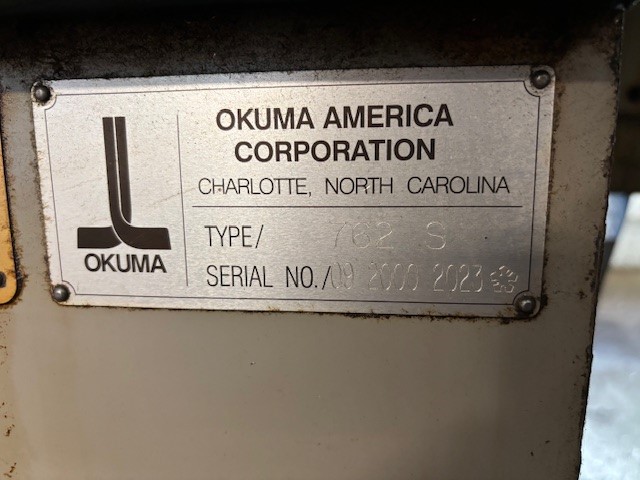 OKUMA AMERICA
CORPORATION
CHARLOTTE, NORTH CAROLINA
TYPE/ 762 S
SERIAL NO./09 2000 2023
OKUMA